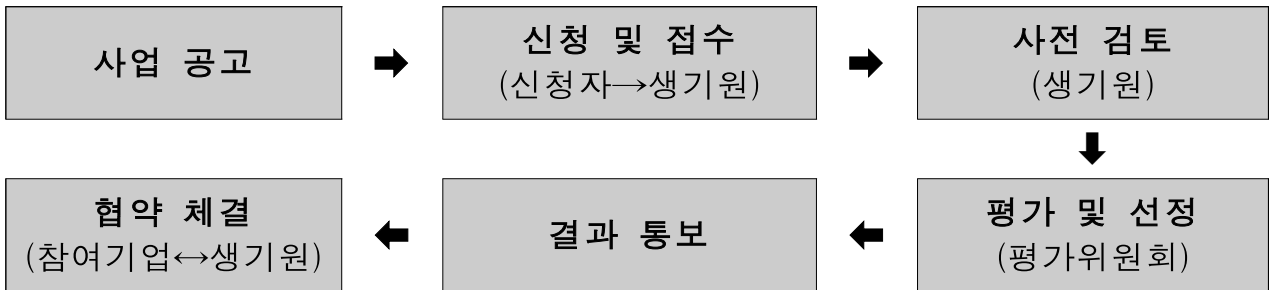 사업 공고
신청 및 접수
(신청자→생기원)
사전 검토
(생기원)
평가 및 선정
(평가위원회)
결과 통보
협약 체결
(참여기업↔생기원)